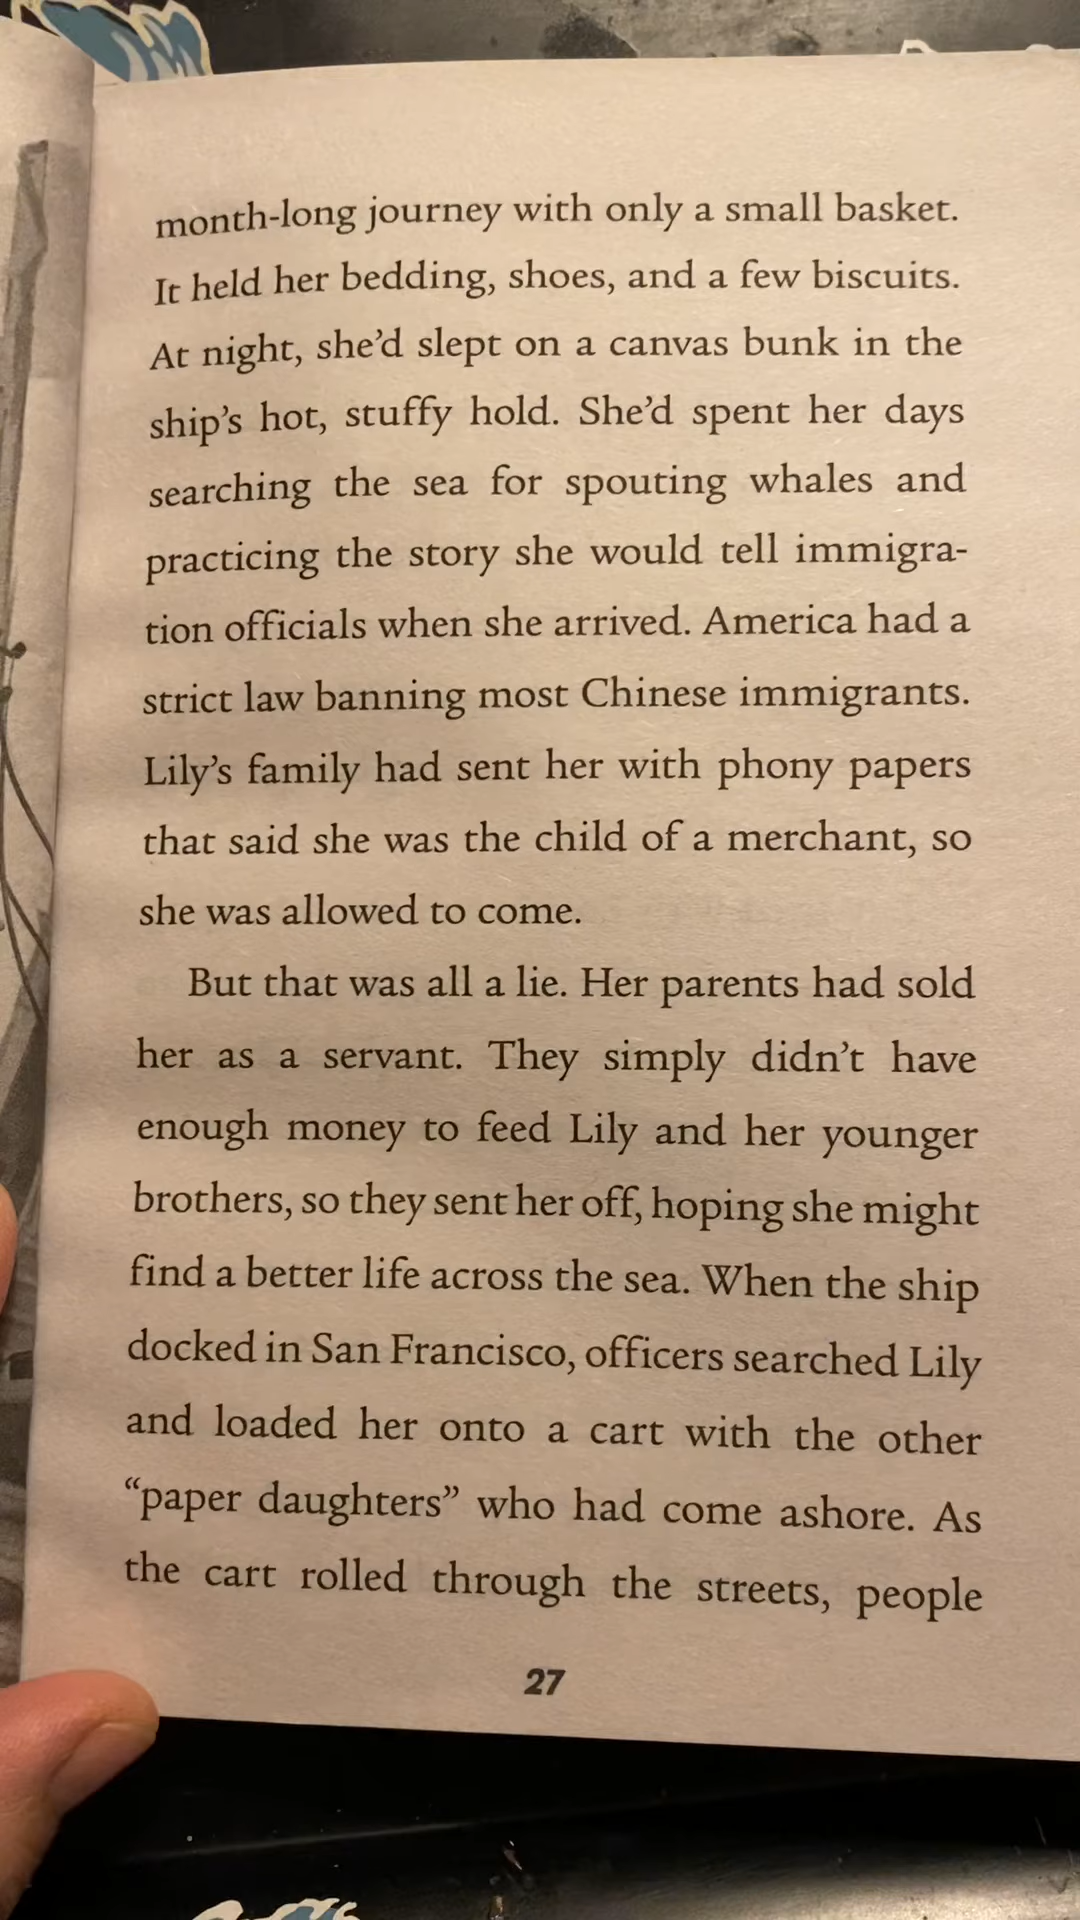 month-long journey with only a small basket.
It held her bedding, shoes, and a few biscuits.
At night, she’d slept on a canvas bunk in the
ship’s hot, stuffy hold. She’d spent her days
searching the sea for spouting whales and
practicing the story she would tell immigra-
tion officials when she arrived. America had a
strict law banning most Chinese immigrants.
Lily’s family had sent her with phony papers
that said she was the child of a merchant, so
she was allowed to come.
But that was all a lie. Her parents had sold
her as a servant. They simply didn’t have
enough money to feed Lily and her younger
brothers, so they sent her off, hoping she might
find a better life across the sea. When the ship
docked in San Francisco, officers searched Lily
and loaded her onto a cart with the other
“paper daughters” who had come ashore. As
the cart rolled through the streets, people
27